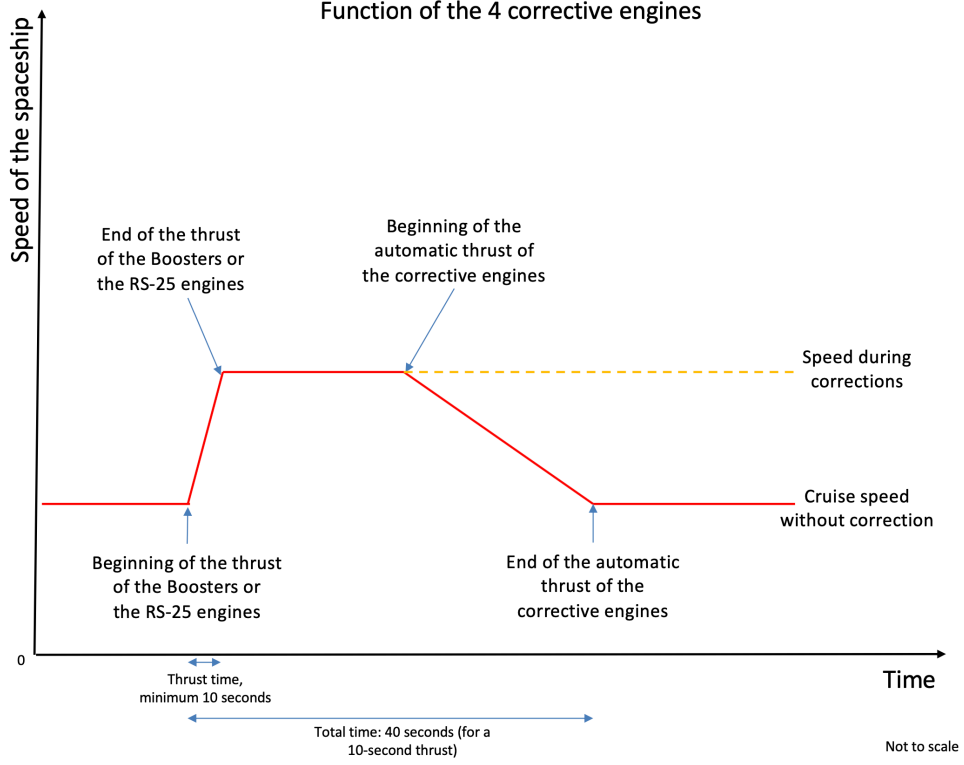 Function of the 4 corrective engines
Speed of the spaceship
End of the thrust
of the Boosters or
the RS-25 engines
Beginning of the
automatic thrust of
the corrective engines
Speed during
corrections
Cruise speed
without correction
Beginning of the thrust
of the Boosters or
the RS-25 engines
End of the automatic
thrust of the
corrective engines
0
Time
Thrust time,
minimum 10 seconds
Total time: 40 seconds (for a
10-second thrust)
Not to scale